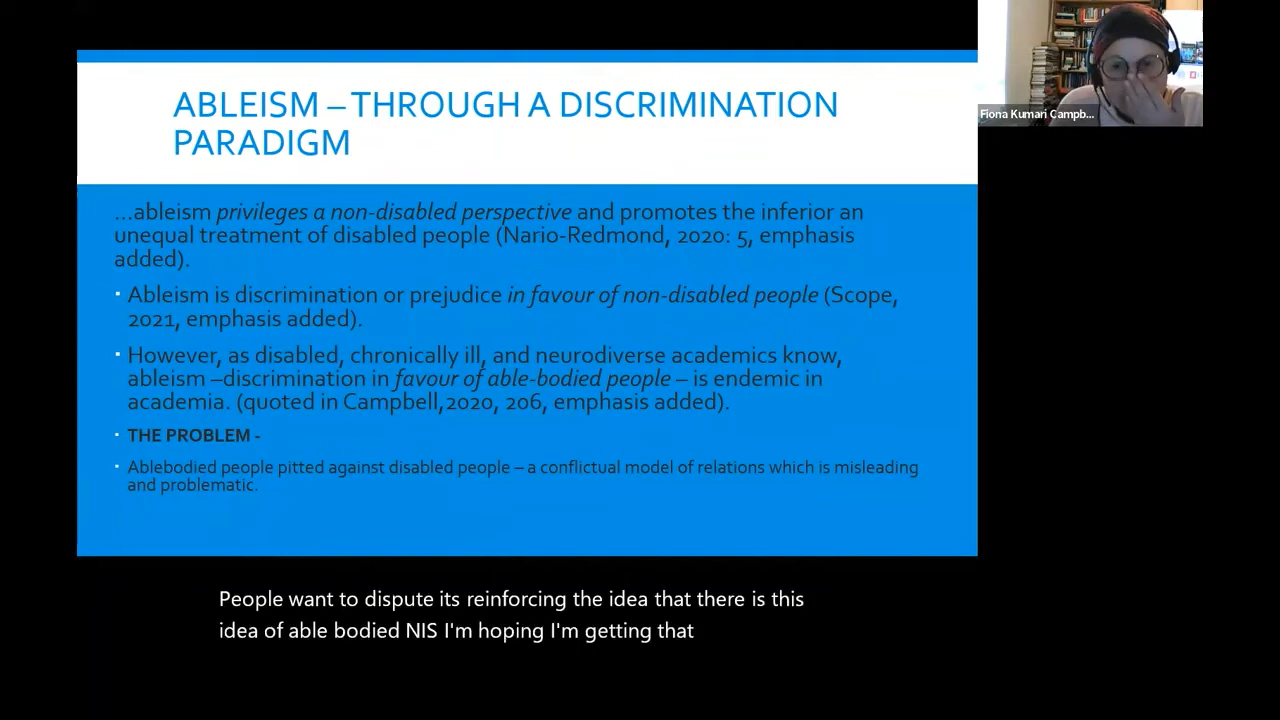 ABLEISM – THROUGH A DISCRIMINATION
PARADIGM
Fiona Kumari Campb...
...ableism privileges a non-disabled perspective and promotes the inferior an
unequal treatment of disabled people (Nario-Redmond, 2020: 5, emphasis
added).
▪ Ableism is discrimination or prejudice in favour of non-disabled people (Scope,
2021, emphasis added).
▪ However, as disabled, chronically ill, and neurodiverse academics know,
ableism –discrimination in favour of able-bodied people – is endemic in
academia. (quoted in Campbell,2020, 206, emphasis added).
▪ THE PROBLEM -
▪ Ablebodied people pitted against disabled people – a conflictual model of relations which is misleading
and problematic.
People want to dispute its reinforcing the idea that there is this
idea of able bodied NIS I'm hoping I'm getting that